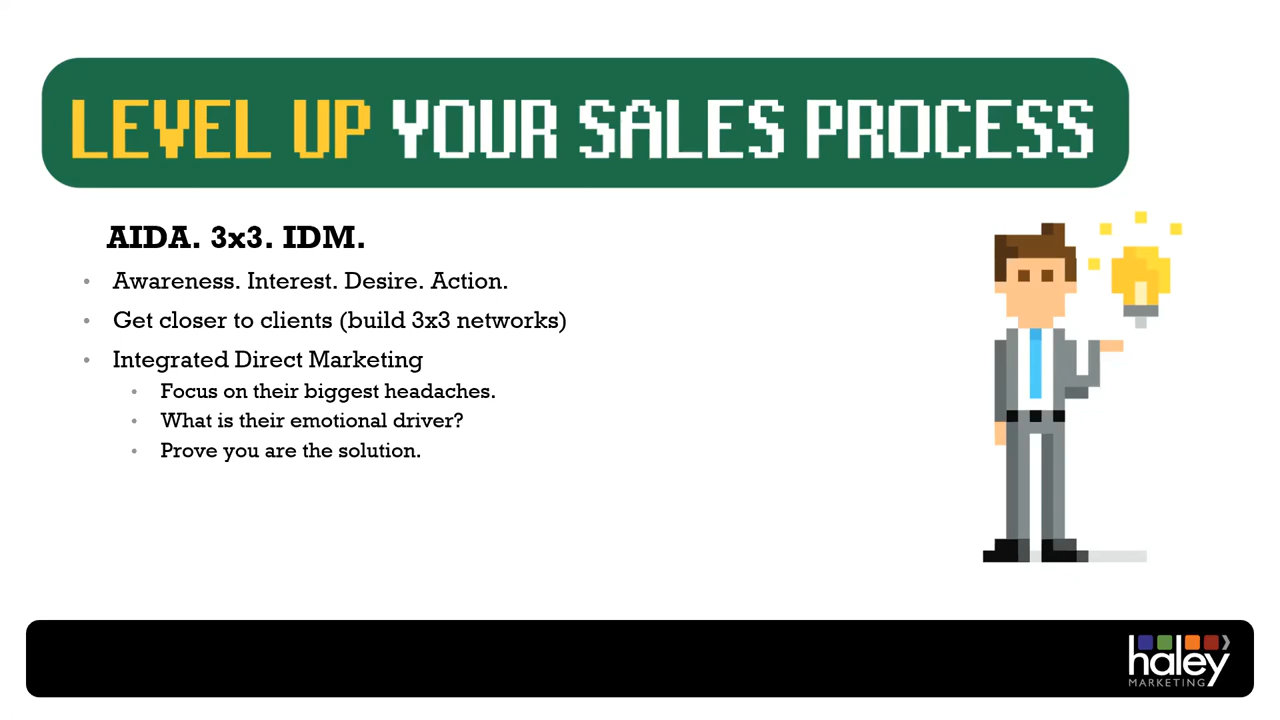 LEVEL UP YOUR SALES PROCESS
AIDA. 3x3. IDM.
• Awareness. Interest. Desire. Action.
• Get closer to clients (build 3x3 networks)
• Integrated Direct Marketing
• Focus on their biggest headaches.
• What is their emotional driver?
• Prove you are the solution.
haley
MARKETING